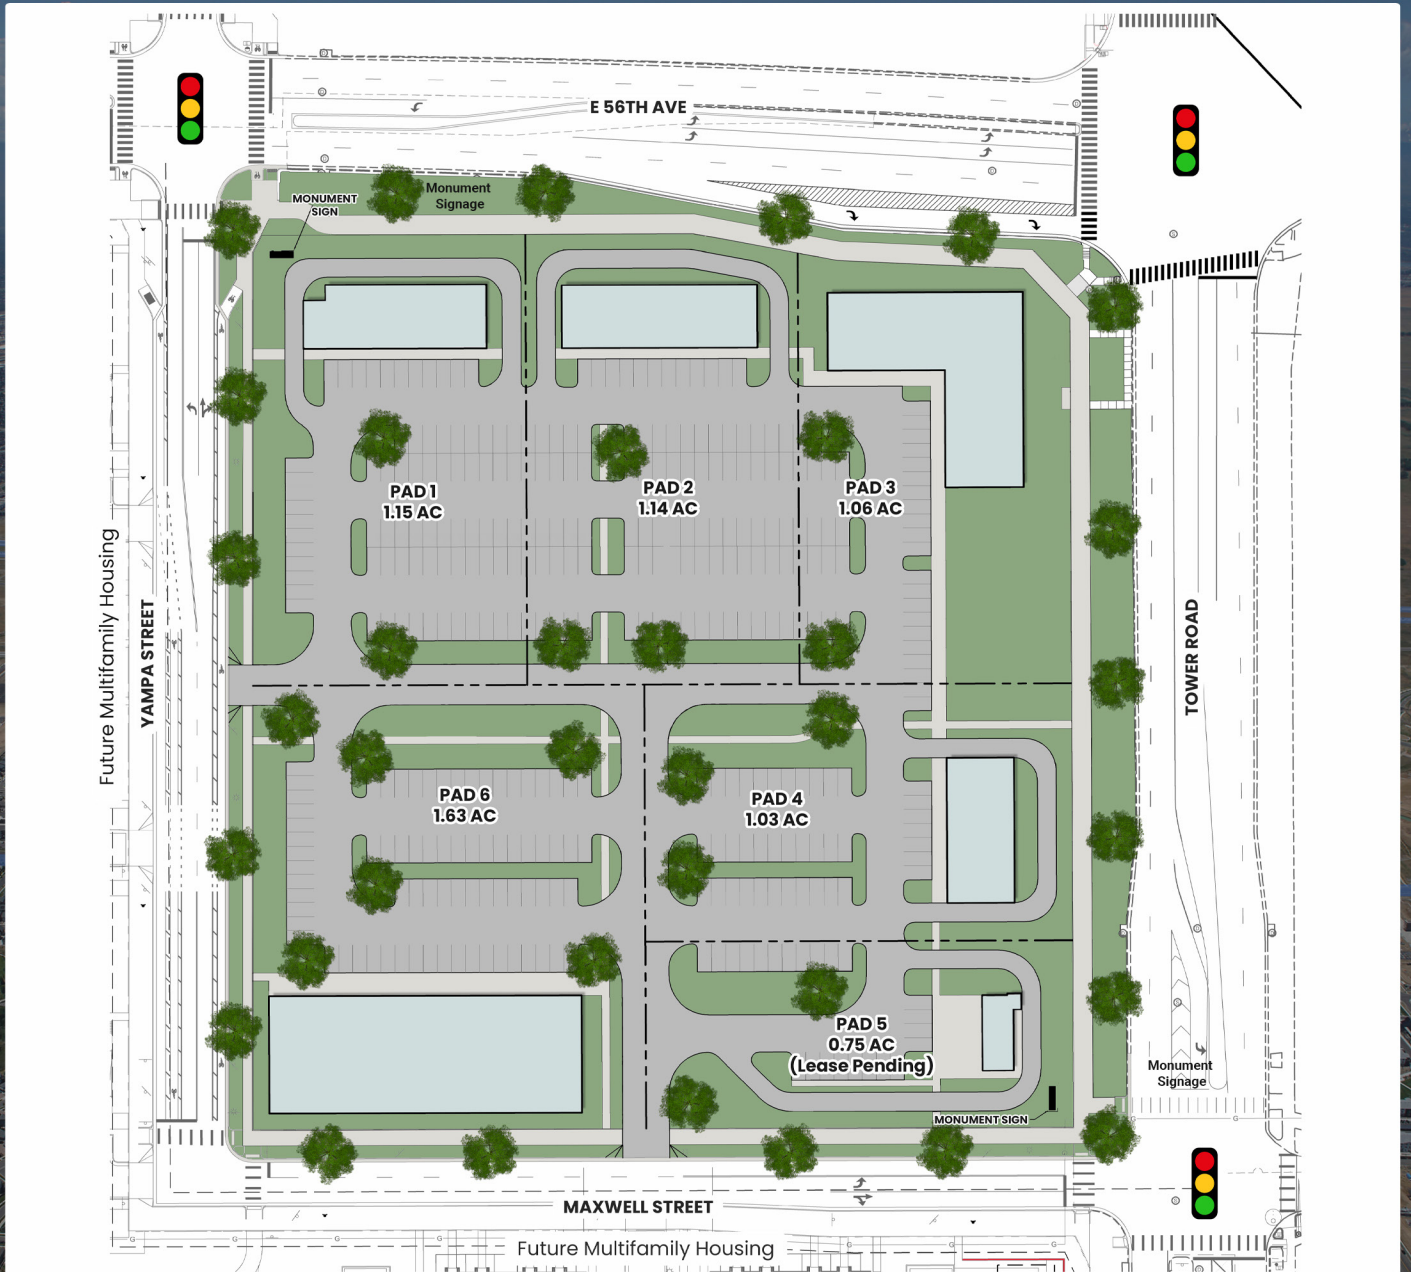 E 56TH AVE
MONUMENT
SIGN
Monument
Signage
PAD 1
1.15 AC
PAD 2
1.14 AC
PAD 3
1.06 AC
Future Multifamily Housing
YAMPA STREET
TOWER ROAD
PAD 6
1.63 AC
PAD 4
1.03 AC
PAD 5
0.75 AC
(Lease Pending)
Monument
Signage
MONUMENT SIGN
MAXWELL STREET
Future Multifamily Housing